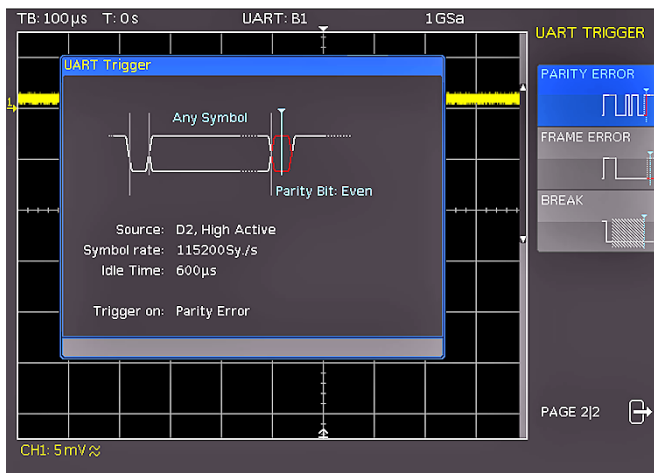 TB: 100µs T: 0s UART: B1 1GSa
UART TRIGGER
UART Trigger
PARITY ERROR
1
Any Symbol
FRAME ERROR
Parity Bit: Even
BREAK
Source: D2, High Active
Symbol rate: 115200Sy./s
Idle Time: 600µs
Trigger on: Parity Error
PAGE 2|2
CH1: 5mV≈